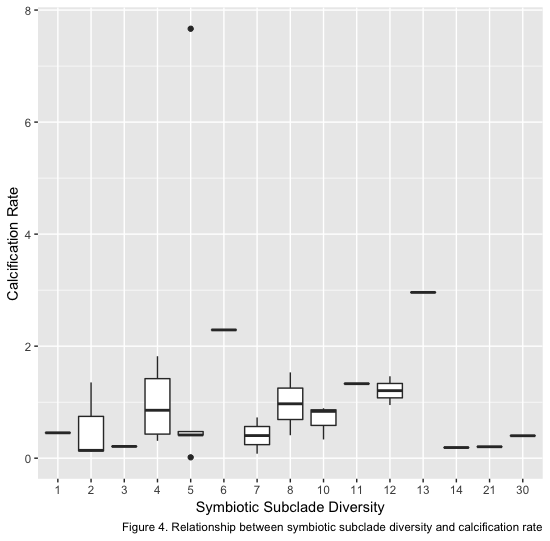 8
6
4
2
0
Calcification Rate
1 2 3 4 5 6 7 8 10 11 12 13 14 21 30
Symbiotic Subclade Diversity
Figure 4. Relationship between symbiotic subclade diversity and calcification rate